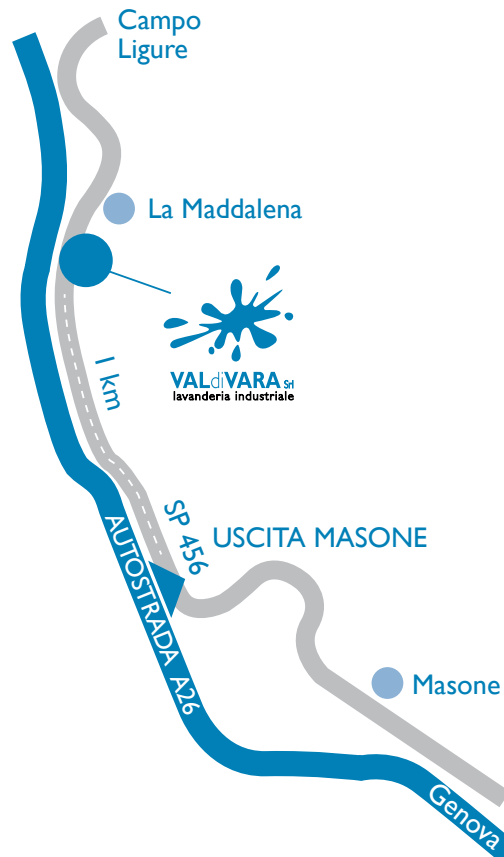 Campo
Ligure
La Maddalena
VALdiVARA Srl
lavanderia industriale
1 km
SP 456
USCITA MASONE
AUTOSTRADA A26
Masone
Genova